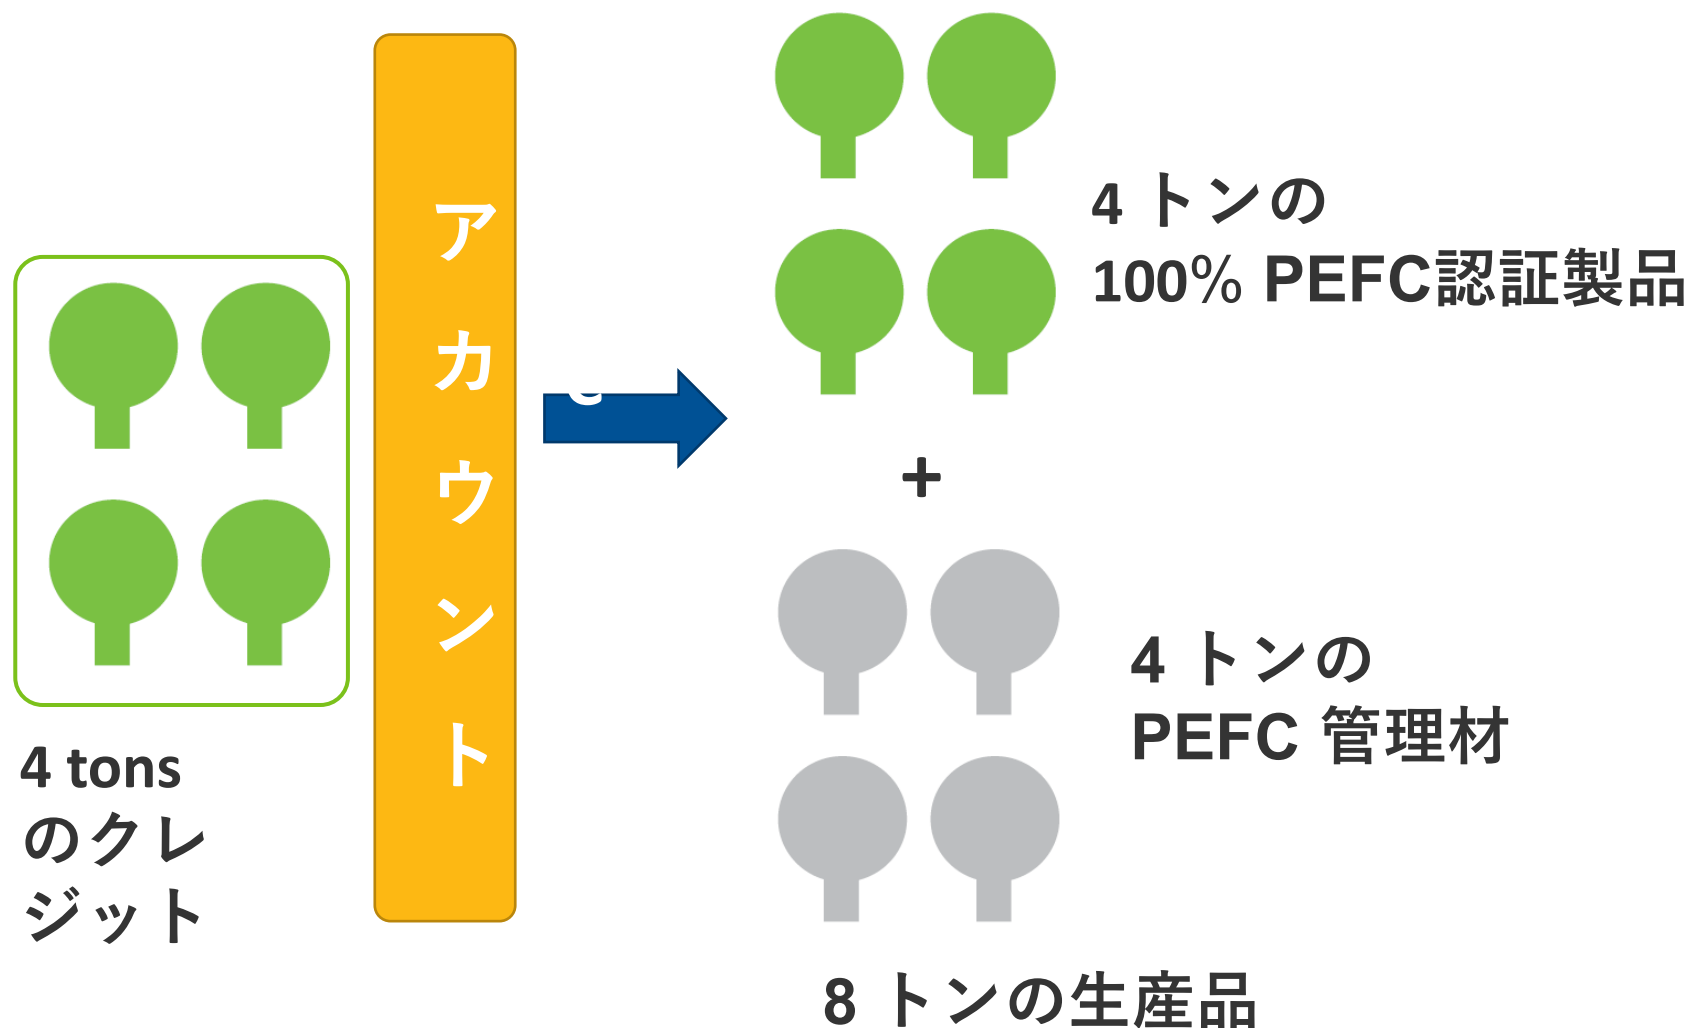 4 tons
のクレ
ジット
アカウント
4 トンの
100% PEFC認証製品
+
4 トンの
PEFC 管理材
8 トンの生産品